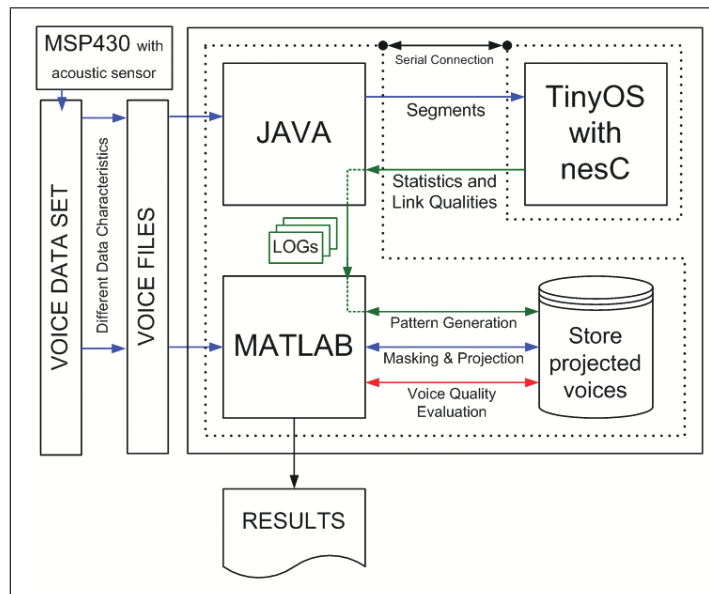 MSP430 with
acoustic sensor
VOICE DATA SET
Different Data Characteristics
VOICE FILES
JAVA
Serial Connection
Segments
TinyOS
with
nesC
Statistics and
Link Qualities
LOGs
MATLAB
Pattern Generation
Masking & Projection
Voice Quality
Evaluation
Store
projected
voices
RESULTS